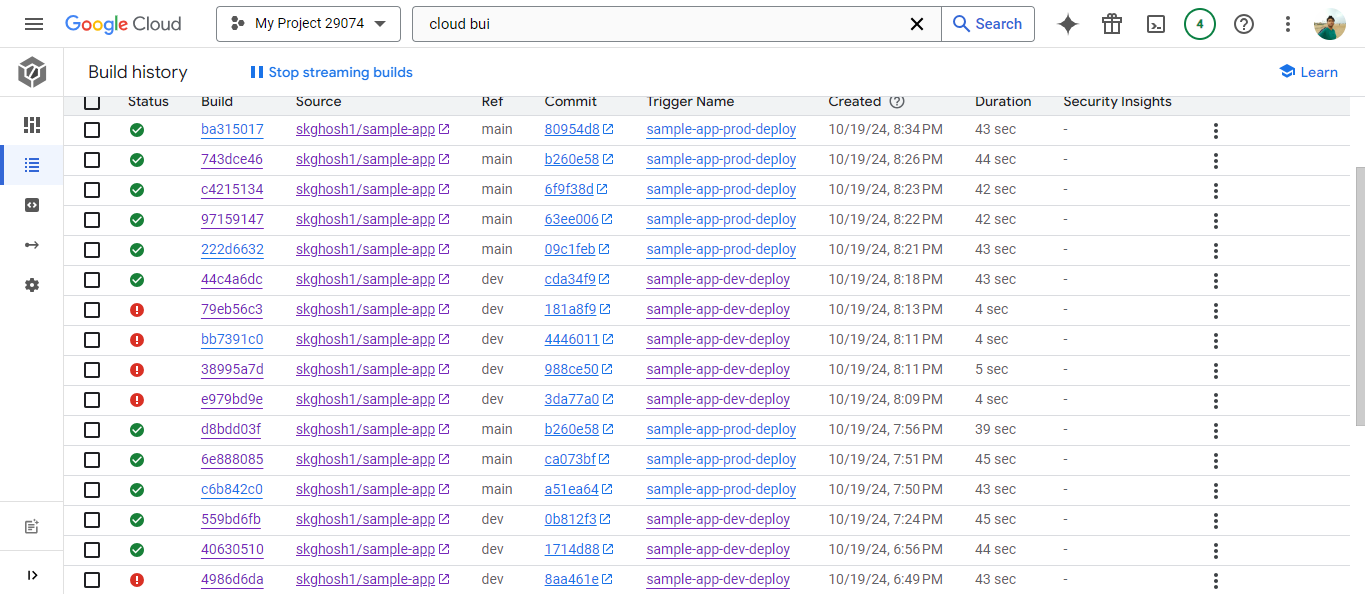 Google Cloud My Project 29074 cloud bui Search 4
Build history Stop streaming builds Learn
Status Build Source Ref Commit Trigger Name Created Duration Security Insights
ba315017 skghosh1/sample-app main 80954d8 sample-app-prod-deploy 10/19/24, 8:34 PM 43 sec -
743dce46 skghosh1/sample-app main b260e58 sample-app-prod-deploy 10/19/24, 8:26 PM 44 sec -
c4215134 skghosh1/sample-app main 6f9f38d sample-app-prod-deploy 10/19/24, 8:23 PM 42 sec -
97159147 skghosh1/sample-app main 63ee006 sample-app-prod-deploy 10/19/24, 8:22 PM 42 sec -
222d6632 skghosh1/sample-app main 09c1feb sample-app-prod-deploy 10/19/24, 8:21 PM 43 sec -
44c4a6dc skghosh1/sample-app dev cda34f9 sample-app-dev-deploy 10/19/24, 8:18 PM 43 sec -
79eb56c3 skghosh1/sample-app dev 181a8f9 sample-app-dev-deploy 10/19/24, 8:13 PM 4 sec -
bb7391c0 skghosh1/sample-app dev 4446011 sample-app-dev-deploy 10/19/24, 8:11 PM 4 sec -
38995a7d skghosh1/sample-app dev 988ce50 sample-app-dev-deploy 10/19/24, 8:11 PM 5 sec -
e979bd9e skghosh1/sample-app dev 3da77a0 sample-app-dev-deploy 10/19/24, 8:09 PM 4 sec -
d8bdd03f skghosh1/sample-app main b260e58 sample-app-prod-deploy 10/19/24, 7:56 PM 39 sec -
6e888085 skghosh1/sample-app main ca073bf sample-app-prod-deploy 10/19/24, 7:51 PM 45 sec -
c6b842c0 skghosh1/sample-app main a51ea64 sample-app-prod-deploy 10/19/24, 7:50 PM 43 sec -
559bd6fb skghosh1/sample-app dev 0b812f3 sample-app-dev-deploy 10/19/24, 7:24 PM 45 sec -
40630510 skghosh1/sample-app dev 1714d88 sample-app-dev-deploy 10/19/24, 6:56 PM 44 sec -
4986d6da skghosh1/sample-app dev 8aa461e sample-app-dev-deploy 10/19/24, 6:49 PM 43 sec -